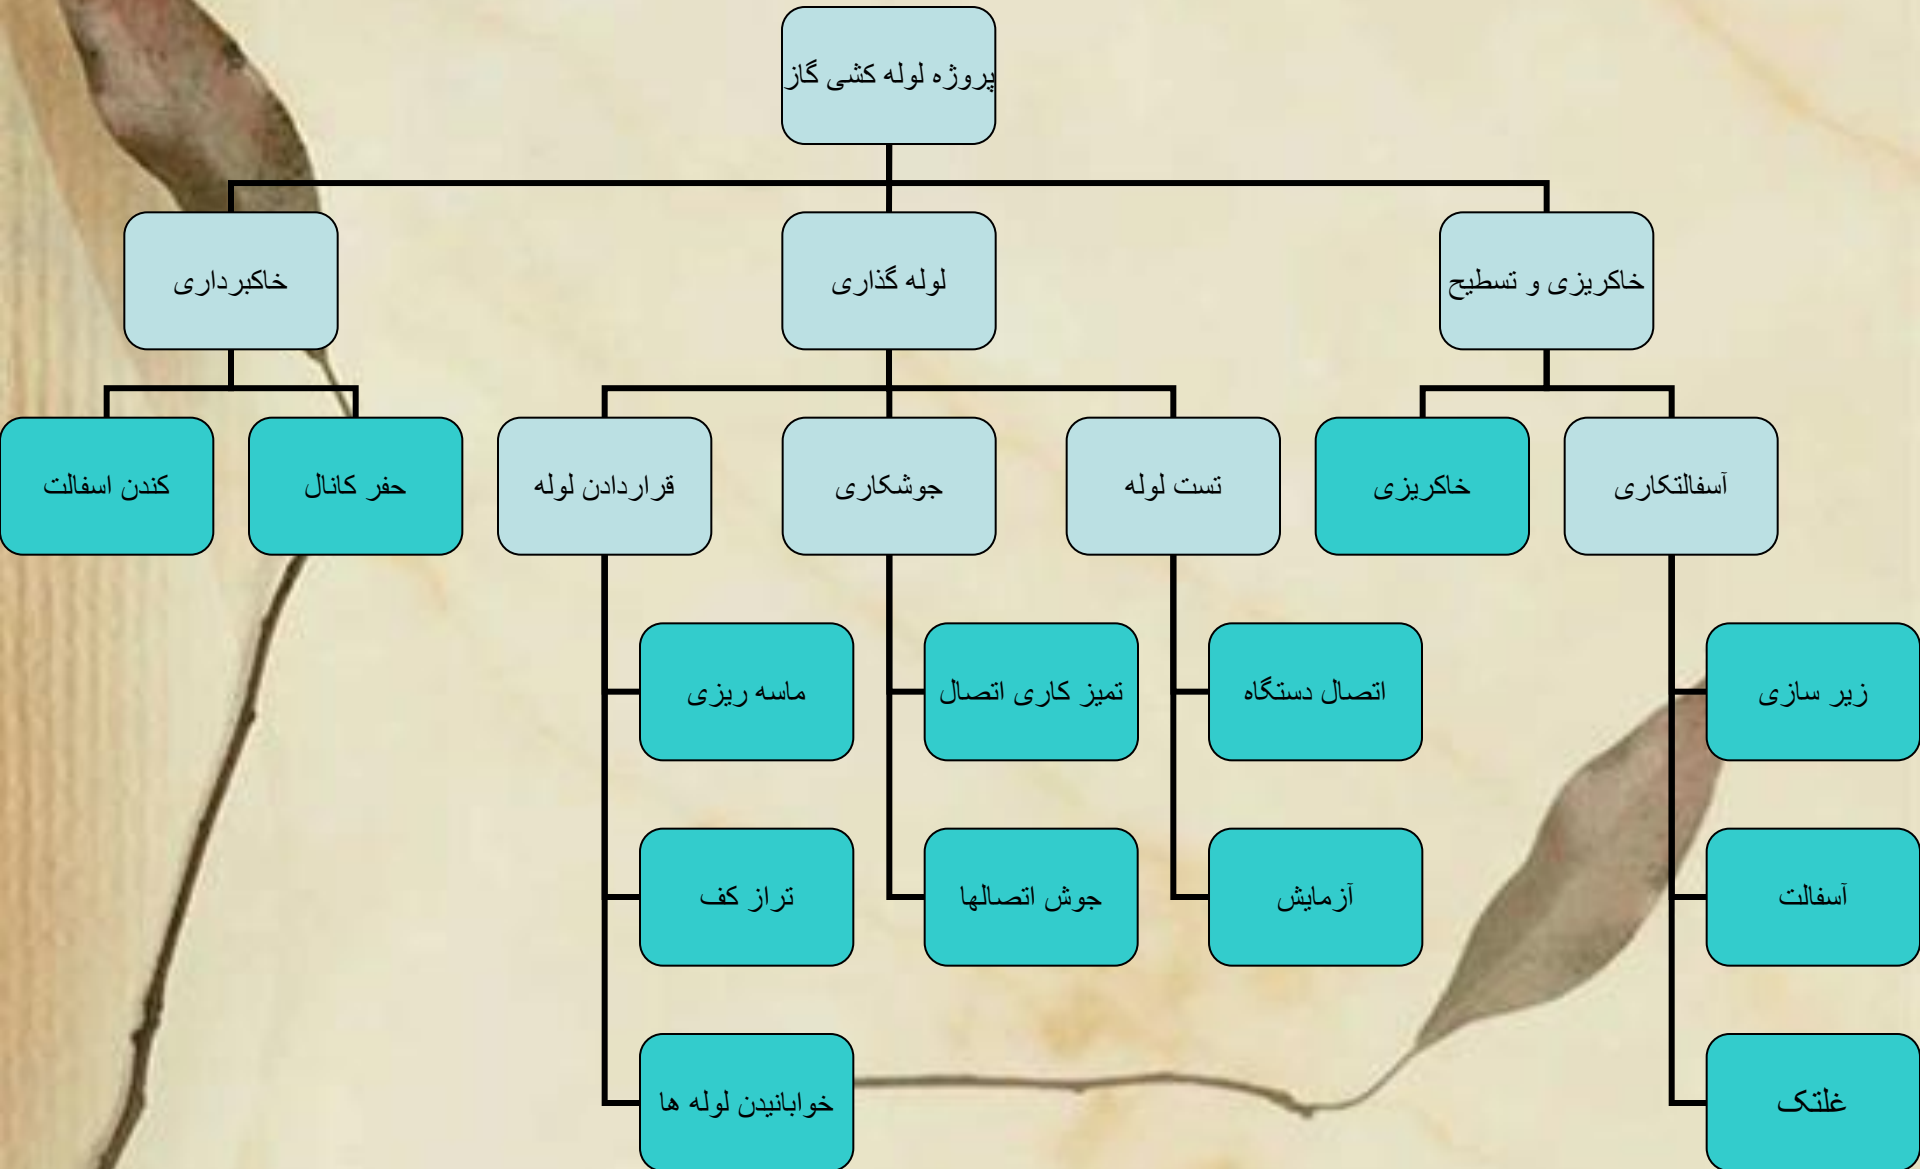 پروژه لوله کشی گاز
خاکبرداری
لوله گذاری
خاکریزی و تسطیح
کندن اسفالت
حفر کانال
قراردادن لوله
جوشکاری
تست لوله
خاکریزی
آسفالتکاری
ماسه ریزی
تمیز کاری اتصال
اتصال دستگاه
زیر سازی
تراز کف
جوش اتصالها
آزمایش
آسفالت
خوابانیدن لوله ها
غلتک